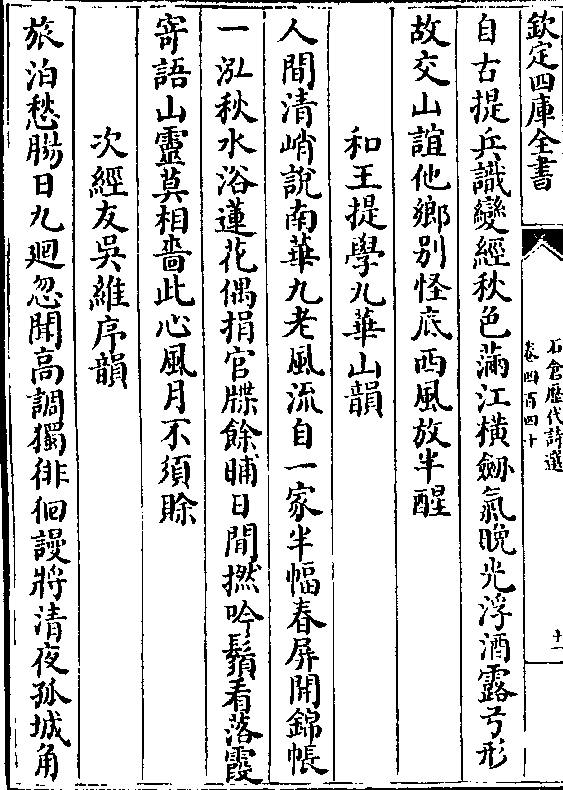 欽定四庫全書
石倉歷代詩選
卷四百四十
十一
自古提兵識變經秋色滿江橫劒氣晚光浮酒露弓形
故交山誼他鄉别怪底西風放半醒
和王提學九華山韻
人間清峭說南華九老風流自一家半幅春屏開錦帳
一泓秋水浴蓮花偶捐官牒餘晡日閒撚吟鬚看落霞
寄語山靈莫相嗇此心風月不須賒
次經友吳維序韻
旅泊愁腸日九廻忽聞高調獨徘徊謾將清夜孤城角